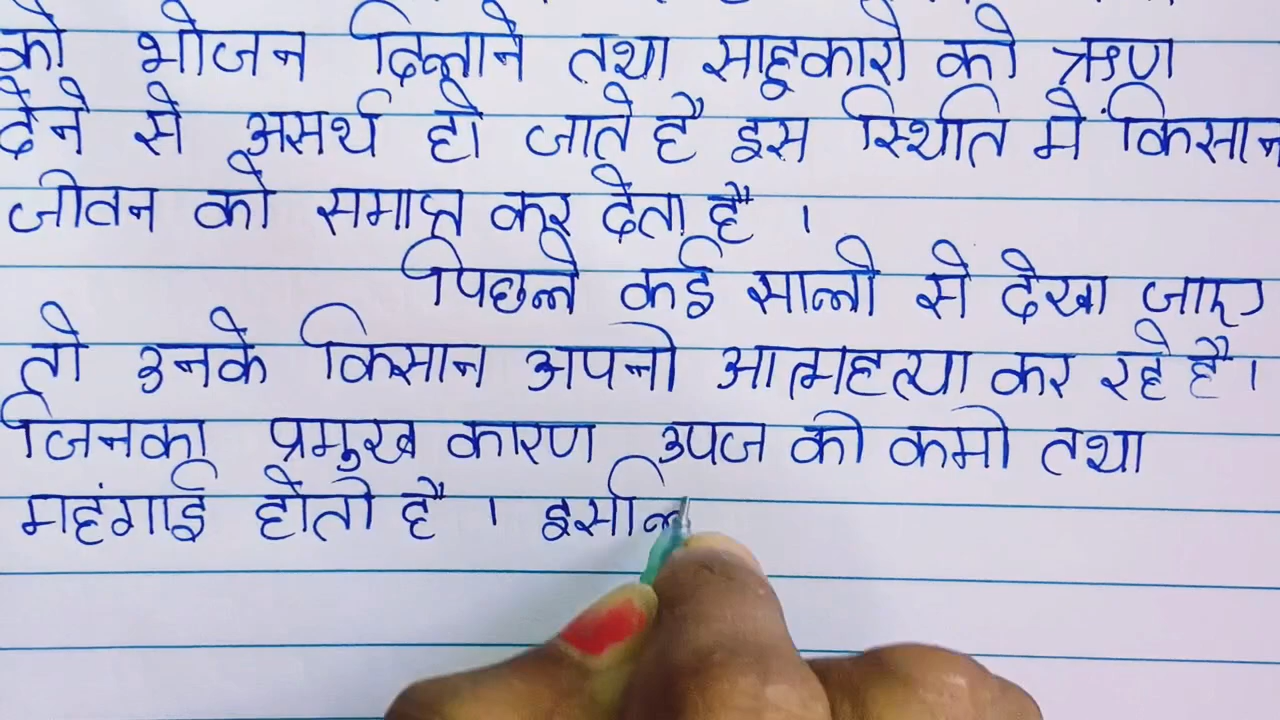 को भोजन दिलाने तथा साहूकारो को ऋण
देने से असर्थ हो जाते है इस स्थिति में किसान
जीवन को समाप्त कर देता है ।
पिछले कई सालो से देखा जाए
तो उनके किसान अपनी आत्महत्या कर रहे है ।
जिनका प्रमुख कारण उपज की कमी तथा
महंगाई होती है । इसलि